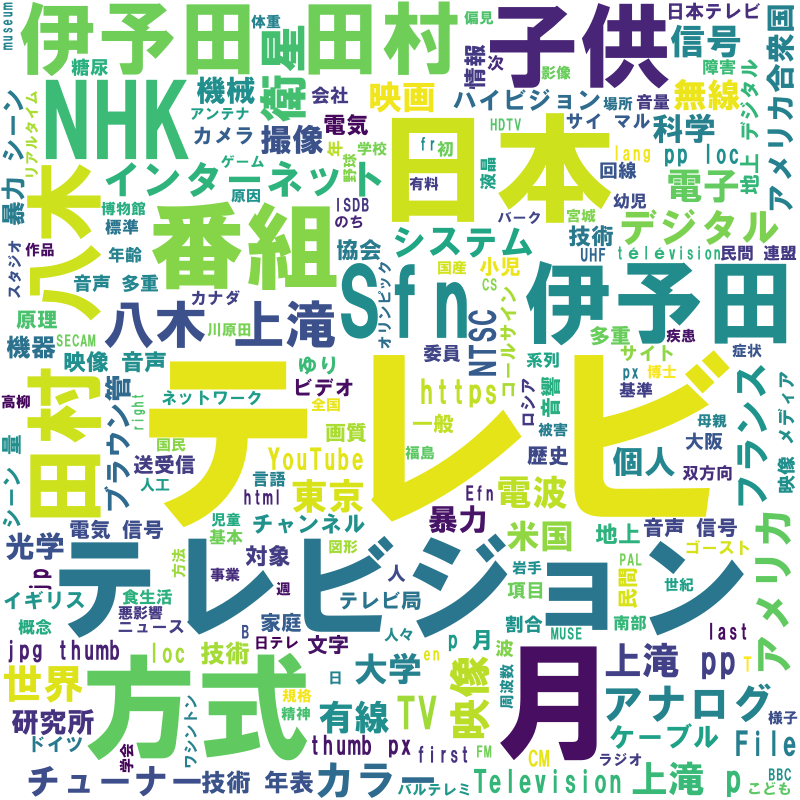 museum
伊予田 田村
体重
偏見
子供
日本テレビ
信号
アメリカ合衆国
糖尿
衛星
情報
次
影像
障害
NHK
機械
会社
映画
ハイビジョン
場所
音量
無線
デジタル
地上 デジタル
暴力 シーン
リアルタイム
アンテナ
カメラ
撮像
電気
年
学校
fr
初
HDTV
サイ マル
科学
lang
pp loc
八木
ゲーム
原因
野球
日本
液晶
回線
インターネット
有料
幼児
電子
博物館
標準
番組
ISDB
のち
バーク
宮城
技術
UHF
television
民間 連盟
スタジオ
作品
年齢
協会
システム
音声 多重
カナダ
Sfn
オリンピック
国産
CS
小児
伊予田
原理
川原田
八木 上滝
NTSC
コールサイン
多重
疾患
機器
SECAM
映像 音声
ゆり
委員
系列
サイト
症状
田村
ブラウン管
ビデオ
https
ロシア
音響
px
博士
基準
フランス
映像 メディア
高柳
right
ネットワーク
全国
テレビ
一般
被害
母親
大阪
国民
画質
福島
個人
双方向
シーン 量
送受信
YouTube
歴史
人工
言語
html
東京
Efn
電波
電気 信号
児童
基本
チャンネル
暴力
米国
地上
音声 信号
光学
方法
対象
図形
岩手
PAL
ゴースト
jp
事業
週
人
テレビジョン
項目
民間
世紀
アメリカ
イギリス
食生活
悪影響
テレビ局
概念
ニュース
B
家庭
人々
割合
MUSE
南部
日テレ
文字
p 月
波
last
jpg thumb
loc 技術
大学
en
上滝 pp
T
世界
方式
日
規格
精神
映像
周波数
月
アナログ
様子
研究所
有線
TV
ケーブル
ドイツ
学会
ワシントン
thumb px
first
FM
CM
ラジオ
File
チューナー
技術 年表
カラー
バルテレミ
Television
上滝 p
BBC
こども